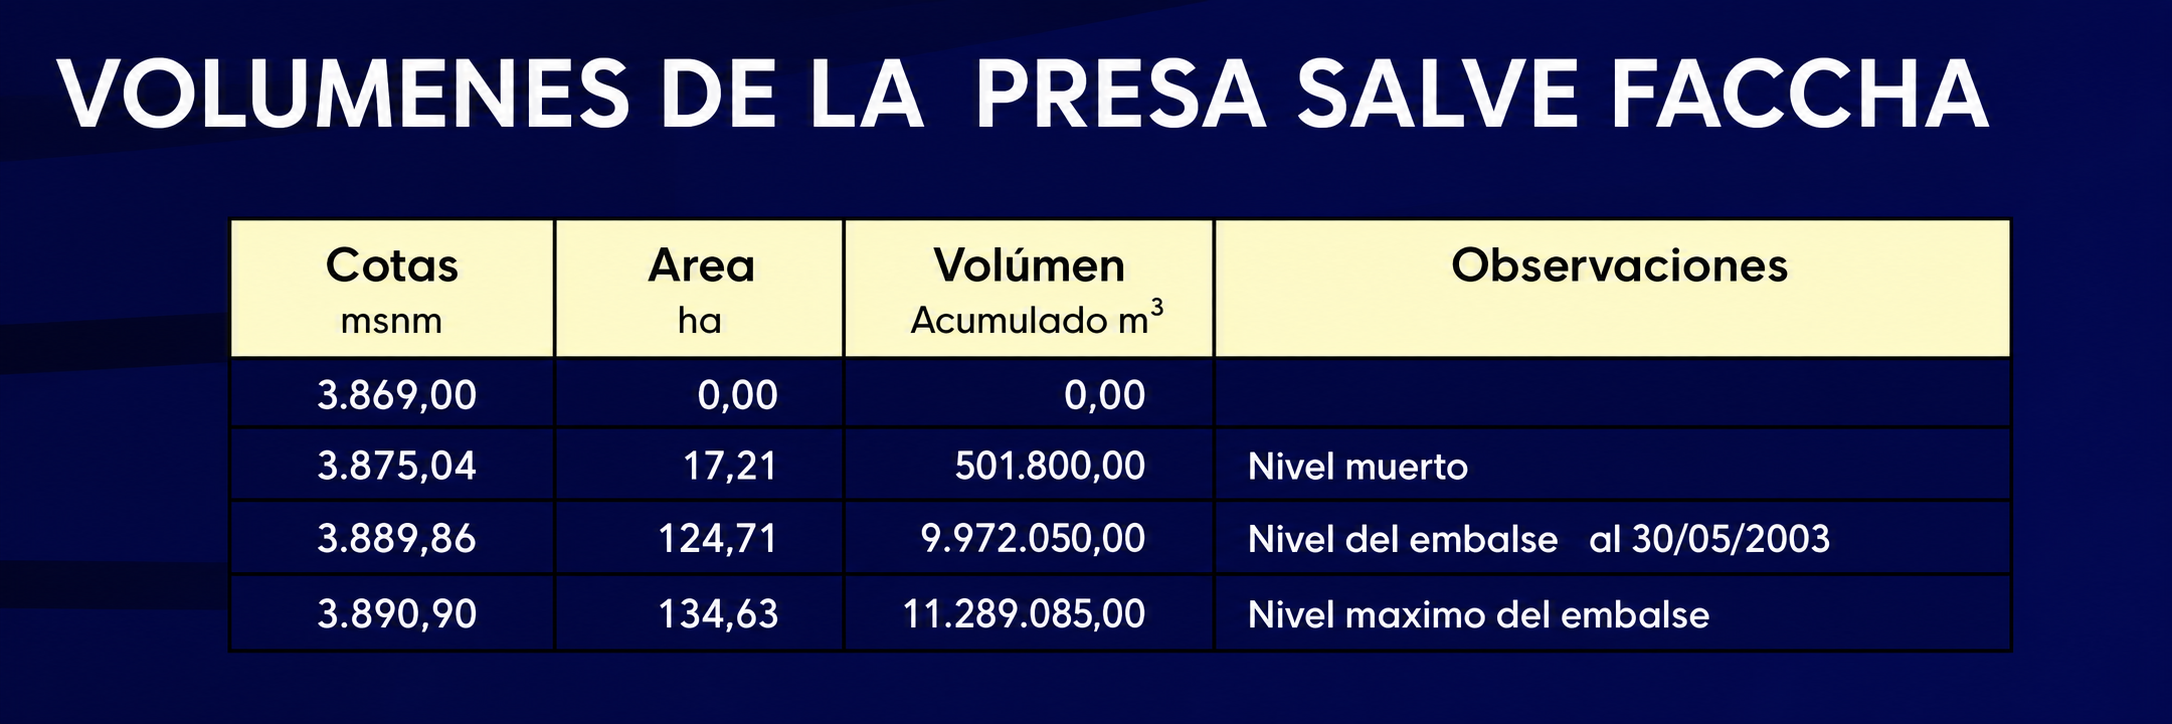 VOLUMENES DE LA  PRESA SALVE FACCHA
Cotas Area Volúmen Observaciones
msnm ha Acumulado m³
3.869,00 0,00 0,00
3.875,04 17,21 501.800,00 Nivel muerto
3.889,86 124,71 9.972.050,00 Nivel del embalse   al 30/05/2003
3.890,90 134,63 11.289.085,00 Nivel maximo del embalse